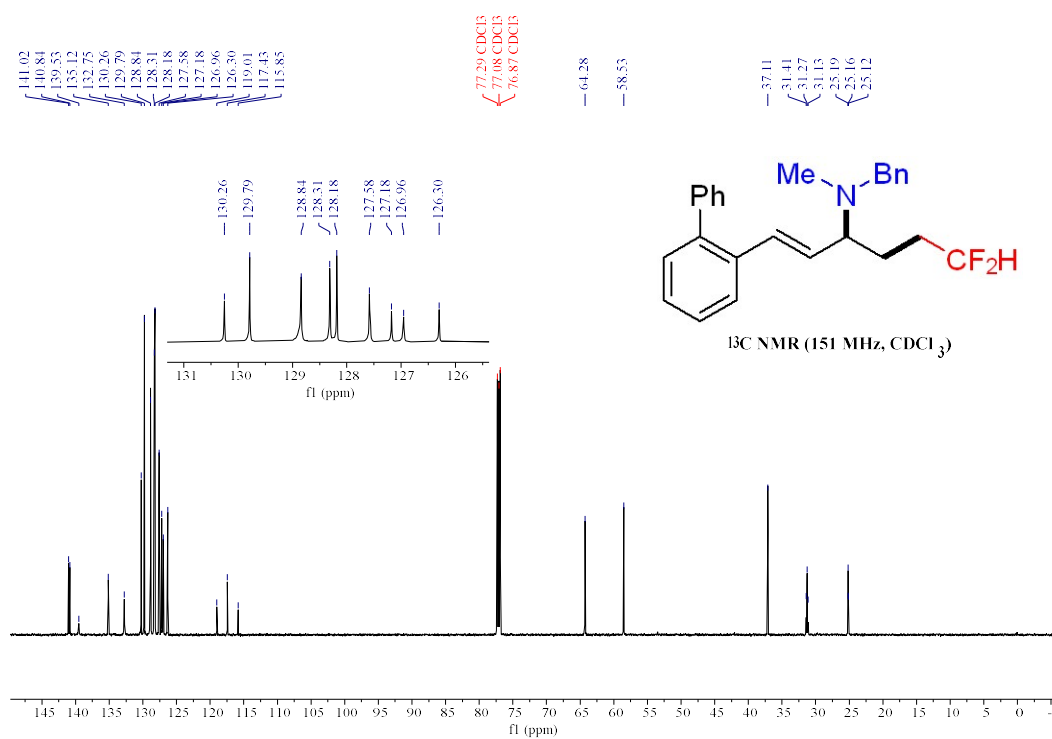 141.02
140.84
139.53
135.12
132.75
130.26
129.79
128.84
128.31
128.18
127.58
127.18
126.96
126.30
119.01
117.43
115.85
77.29 CDCl3
77.08 CDCl3
76.87 CDCl3
64.28
58.53
37.11
31.41
31.27
31.13
25.19
25.16
25.12
130.26
129.79
128.84
128.31
128.18
127.58
127.18
126.96
126.30
131 130 129 128 127 126
f1 (ppm)
Me Bn
N
Ph
CF2H
13C NMR (151 MHz, CDCl3)
145 140 135 130 125 120 115 110 105 100 95 90 85 80 75 70 65 60 55 50 45 40 35 30 25 20 15 10 5 0 -
f1 (ppm)